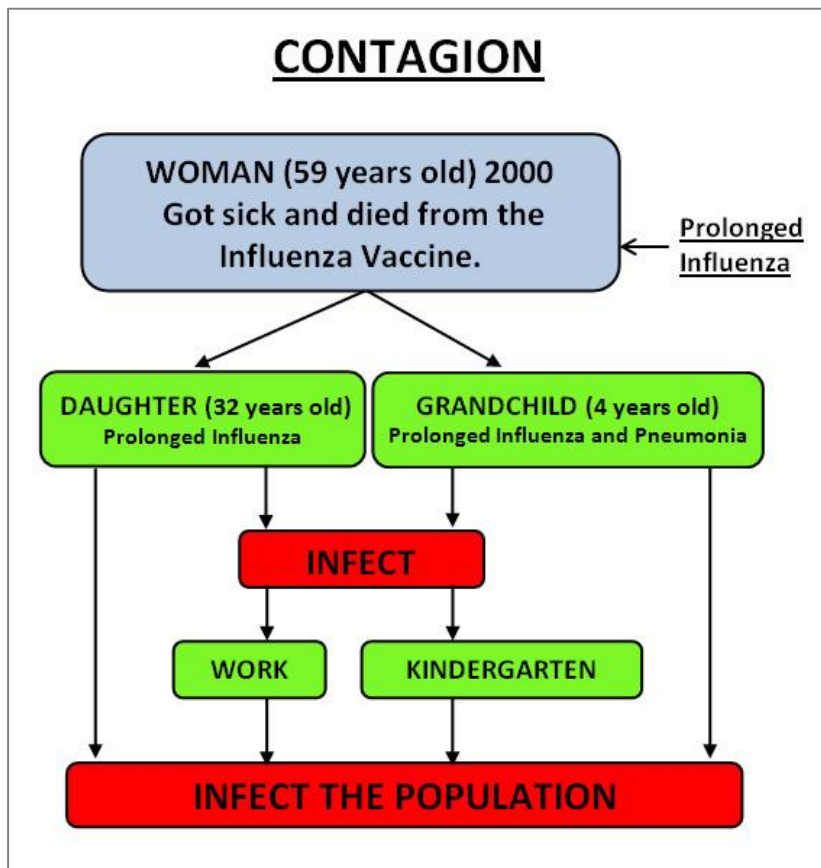 CONTAGION
WOMAN (59 years old) 2000
Got sick and died from the
Influenza Vaccine.
Prolonged
Influenza
DAUGHTER (32 years old)
Prolonged Influenza
GRANDCHILD (4 years old)
Prolonged Influenza and Pneumonia
INFECT
WORK
KINDERGARTEN
INFECT THE POPULATION